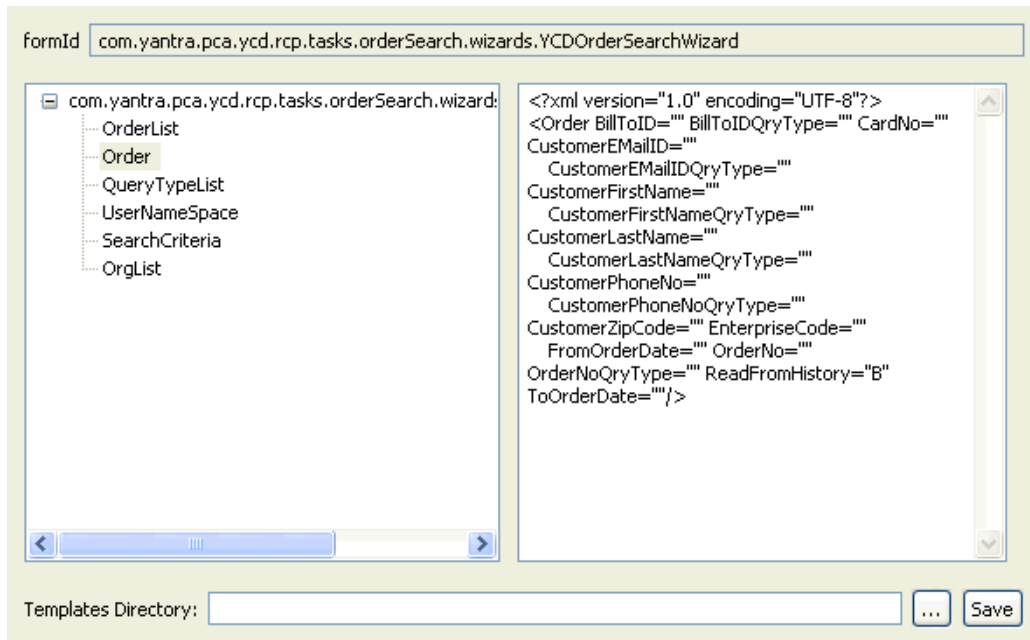 formId com.yantra.pca.ycd.rcp.tasks.orderSearch.wizards.YCDOrderSearchWizard
com.yantra.pca.ycd.rcp.tasks.orderSearch.wizards
OrderList
Order
QueryTypeList
UserNameSpace
SearchCriteria
OrgList
<?xml version="1.0" encoding="UTF-8"?>
<Order BillToID="" BillToIDQryType="" CardNo=""
CustomerEMailID=""
CustomerEMailIDQryType=""
CustomerFirstName=""
CustomerFirstNameQryType=""
CustomerLastName=""
CustomerLastNameQryType=""
CustomerPhoneNo=""
CustomerPhoneNoQryType=""
CustomerZipCode="" EnterpriseCode=""
FromOrderDate="" OrderNo=""
OrderNoQryType="" ReadFromHistory="B"
ToOrderDate=""/>
Templates Directory: ... Save